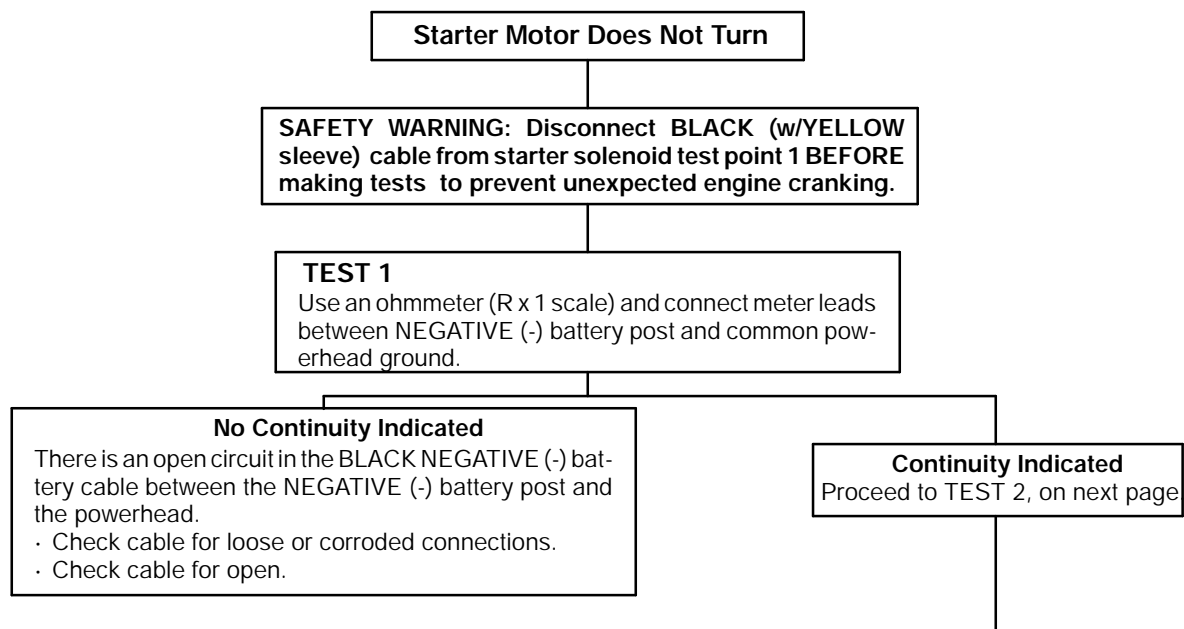 Starter Motor Does Not Turn
SAFETY WARNING: Disconnect BLACK (w/YELLOW
sleeve) cable from starter solenoid test point 1 BEFORE
making tests to prevent unexpected engine cranking.
TEST 1
Use an ohmmeter (R x 1 scale) and connect meter leads
between NEGATIVE (-) battery post and common pow-
erhead ground.
No Continuity Indicated
There is an open circuit in the BLACK NEGATIVE (-) bat-
tery cable between the NEGATIVE (-) battery post and
the powerhead.
· Check cable for loose or corroded connections.
· Check cable for open.
Continuity Indicated
Proceed to TEST 2, on next page